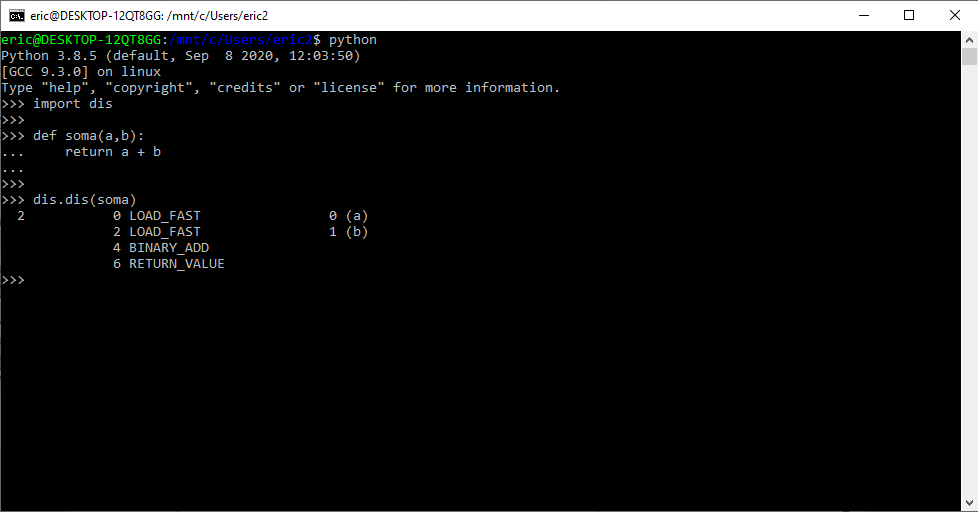 eric@DESKTOP-12QT8GG: /mnt/c/Users/eric2
eric@DESKTOP-12QT8GG:/mnt/c/Users/eric2$ python
Python 3.8.5 (default, Sep  8 2020, 12:03:50)
[GCC 9.3.0] on linux
Type "help", "copyright", "credits" or "license" for more information.
>>> import dis
>>>
>>> def soma(a,b):
...     return a + b
...
>>>
>>> dis.dis(soma)
  2           0 LOAD_FAST                0 (a)
              2 LOAD_FAST                1 (b)
              4 BINARY_ADD
              6 RETURN_VALUE
>>>